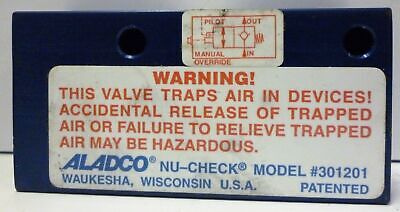 PILOT OUT
MANUAL IN
OVERRIDE
WARNING!
THIS VALVE TRAPS AIR IN DEVICES!
ACCIDENTAL RELEASE OF TRAPPED
AIR OR FAILURE TO RELIEVE TRAPPED
AIR MAY BE HAZARDOUS.
ALADCO® NU-CHECK® MODEL #301201
WAUKESHA, WISCONSIN U.S.A. PATENTED